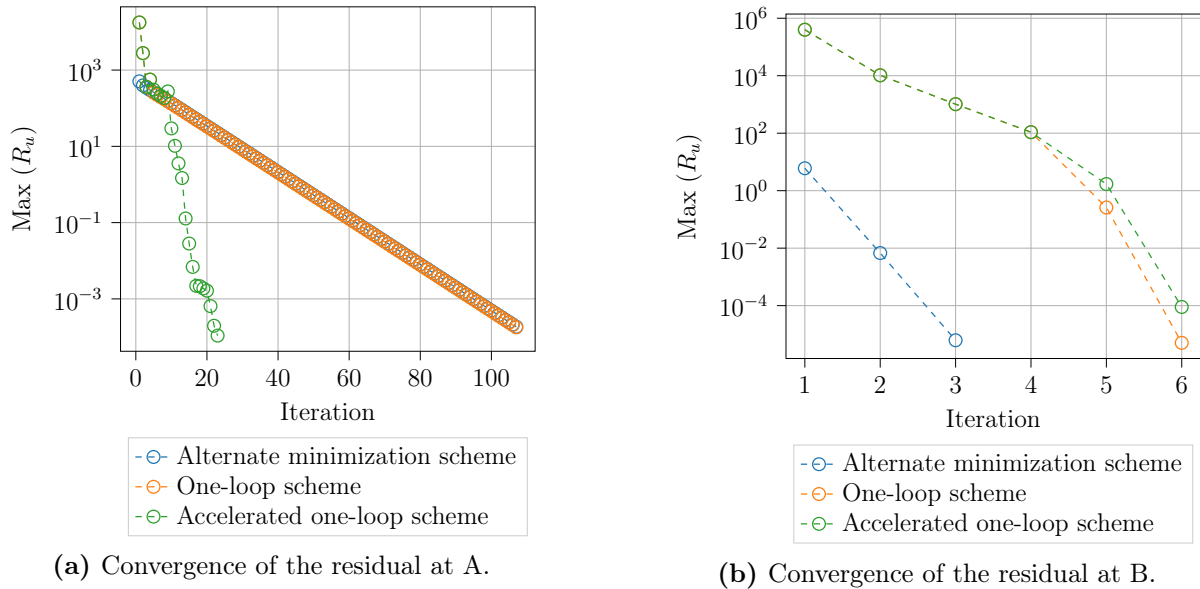 10^3
10^1
10^−1
10^−3
Max (R_u)
0 20 40 60 80 100
Iteration
Alternate minimization scheme
One-loop scheme
Accelerated one-loop scheme
(a) Convergence of the residual at A.
10^6
10^4
10^2
10^0
10^−2
10^−4
Max (R_u)
1 2 3 4 5 6
Iteration
Alternate minimization scheme
One-loop scheme
Accelerated one-loop scheme
(b) Convergence of the residual at B.